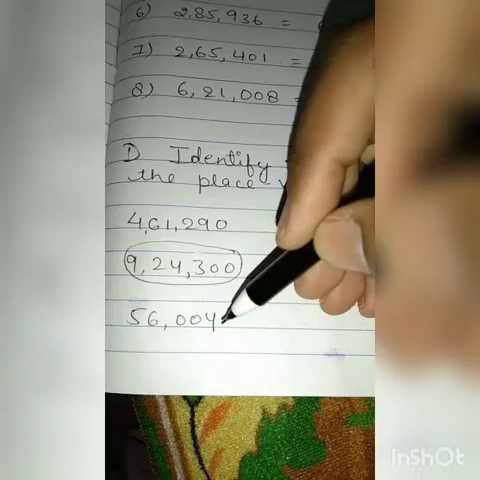 6) 2,85,936 =
7) 2,65,401. =
8) 6,21,008 =
D Identify
the place
4,61,290
9,24,300
56,004
InShOt